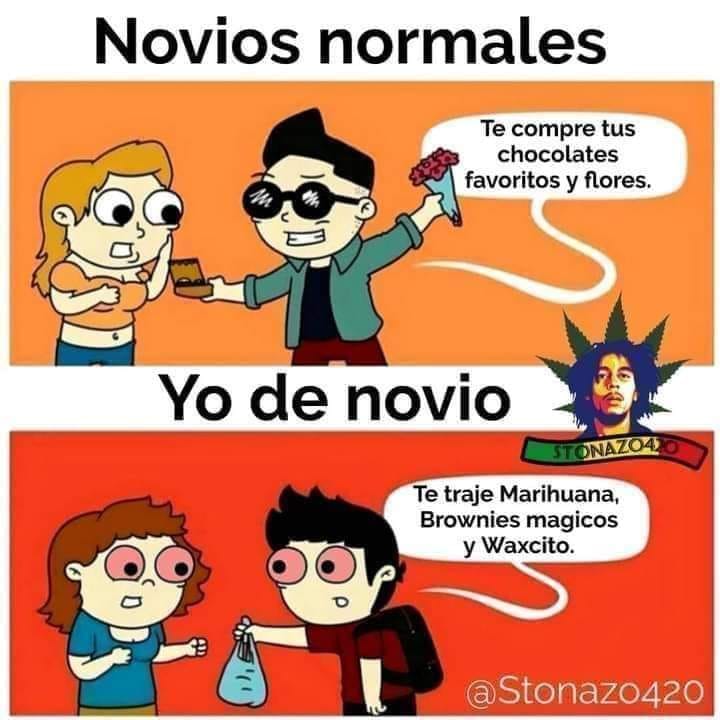 Novios normales
Te compre tus
chocolates
favoritos y flores.
Yo de novio
STONAZO420
Te traje Marihuana,
Brownies magicos
y Waxcito.
@Stonazo420